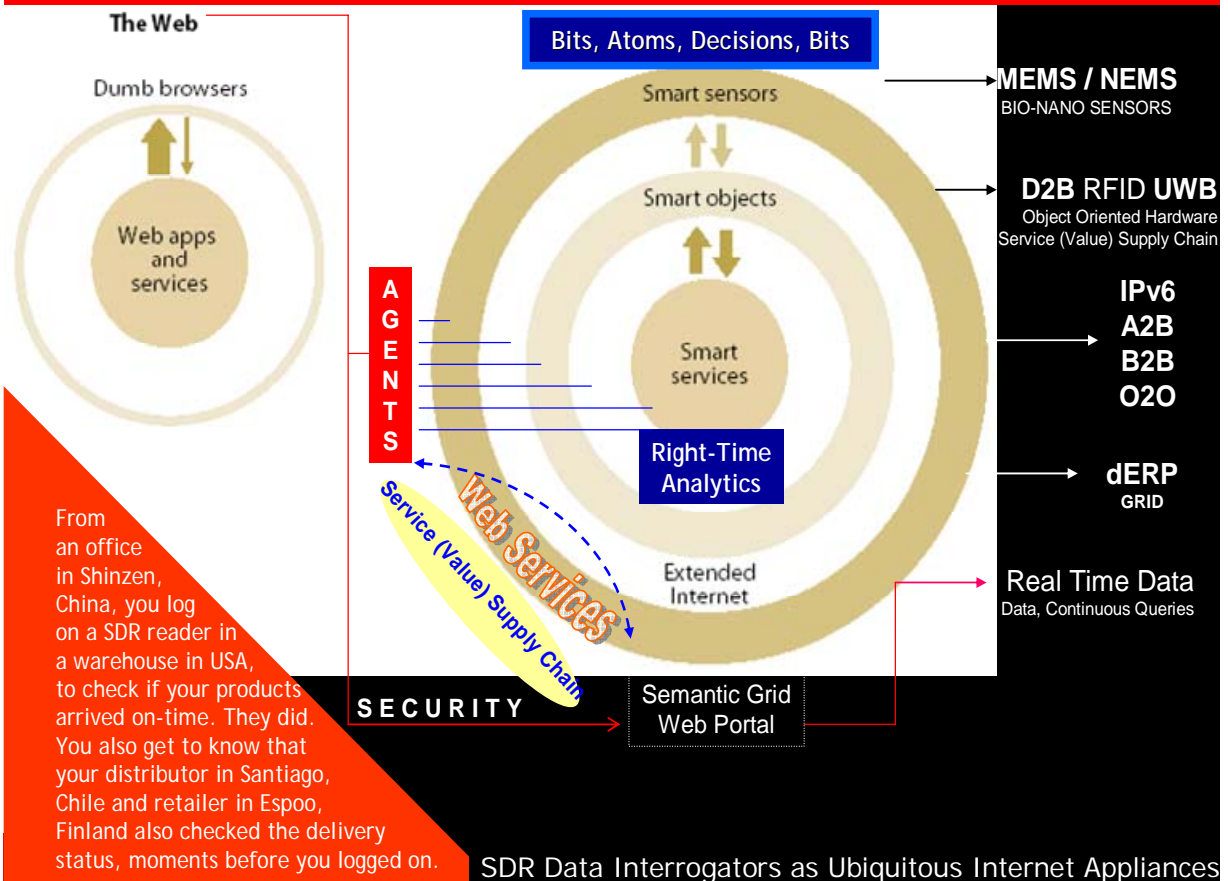 The Web
Dumb browsers
Web apps
and
services
Bits, Atoms, Decisions, Bits
Smart sensors
Smart objects
Smart
services
Right-Time
Analytics
Extended
Internet
A
G
E
N
T
S
Web Services
Service (Value) Supply Chain
MEMS / NEMS
BIO-NANO SENSORS
D2B RFID UWB
Object Oriented Hardware
Service (Value) Supply Chain
IPv6
A2B
B2B
O2O
dERP
GRID
Real Time Data
Data, Continuous Queries
SECURITY
Semantic Grid
Web Portal
From
an office
in Shinzen,
China, you log
on a SDR reader in
a warehouse in USA,
to check if your products
arrived on-time. They did.
You also get to know that
your distributor in Santiago,
Chile and retailer in Espoo,
Finland also checked the delivery
status, moments before you logged on.
SDR Data Interrogators as Ubiquitous Internet Appliances